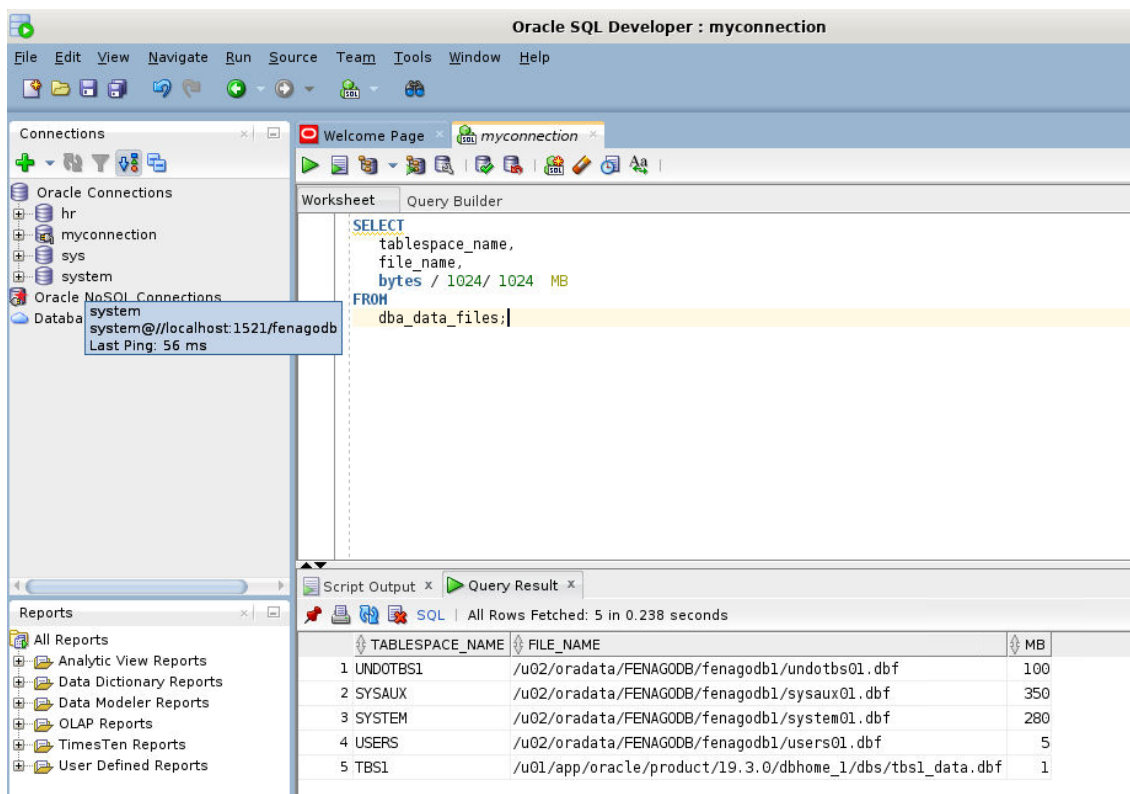 Oracle SQL Developer : myconnection
File Edit View Navigate Run Source Team Tools Window Help
Connections
Oracle Connections
hr
myconnection
sys
system
Oracle NoSQL Connections
Databa
system
system@//localhost:1521/fenagodb
Last Ping: 56 ms
Reports
All Reports
Analytic View Reports
Data Dictionary Reports
Data Modeler Reports
OLAP Reports
TimesTen Reports
User Defined Reports
Welcome Page myconnection
Worksheet Query Builder
SELECT
tablespace_name,
file_name,
bytes / 1024/ 1024 MB
FROM
dba_data_files;
Script Output Query Result
SQL | All Rows Fetched: 5 in 0.238 seconds
TABLESPACE_NAME FILE_NAME MB
1 UNDOTBS1 /u02/oradata/FENAGODB/fenagodb1/undotbs01.dbf 100
2 SYSAUX /u02/oradata/FENAGODB/fenagodb1/sysaux01.dbf 350
3 SYSTEM /u02/oradata/FENAGODB/fenagodb1/system01.dbf 280
4 USERS /u02/oradata/FENAGODB/fenagodb1/users01.dbf 5
5 TBS1 /u01/app/oracle/product/19.3.0/dbhome_1/dbs/tbs1_data.dbf 1